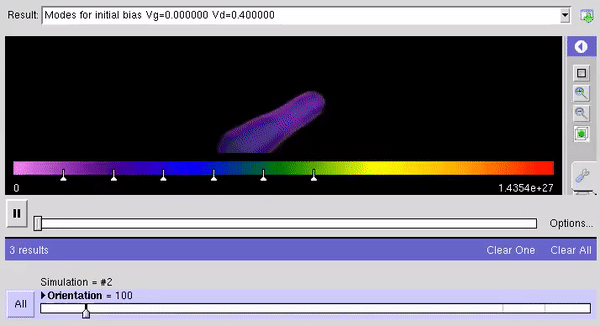 Result: Modes for initial bias Vg=0.000000 Vd=0.400000
0 1.4354e+27
Options...
3 results Clear One Clear All
Simulation = #2
All Orientation = 100